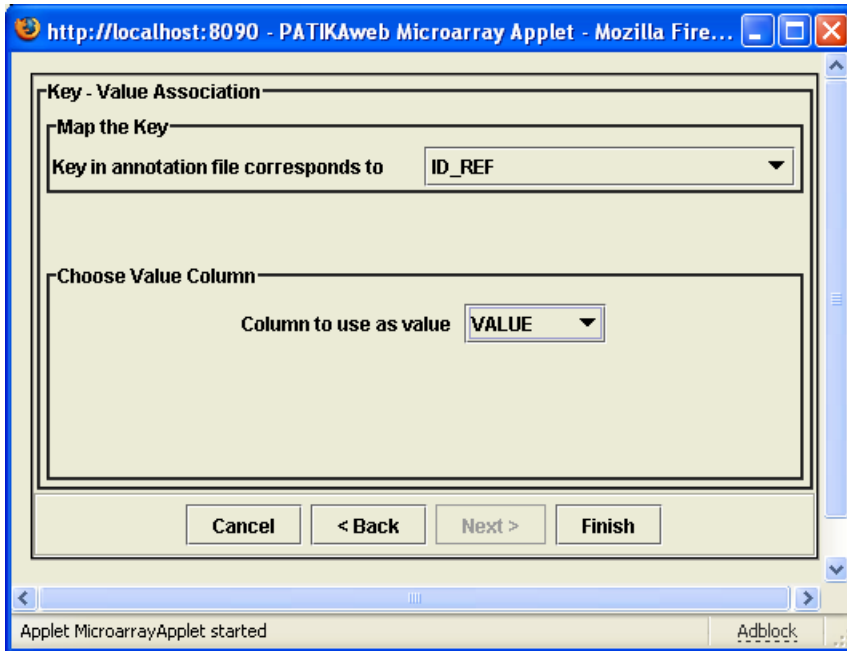 http://localhost:8090 - PATIKAweb Microarray Applet - Mozilla Fire...
Key - Value Association
Map the Key
Key in annotation file corresponds to ID_REF
Choose Value Column
Column to use as value VALUE
Cancel < Back Next > Finish
Applet MicroarrayApplet started Adblock